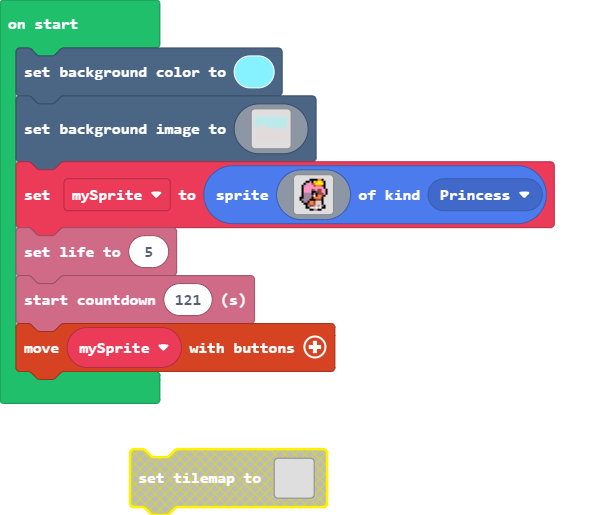 on start
set background color to
set background image to
set mySprite to sprite of kind Princess
set life to 5
start countdown 121 (s)
move mySprite with buttons
set tilemap to